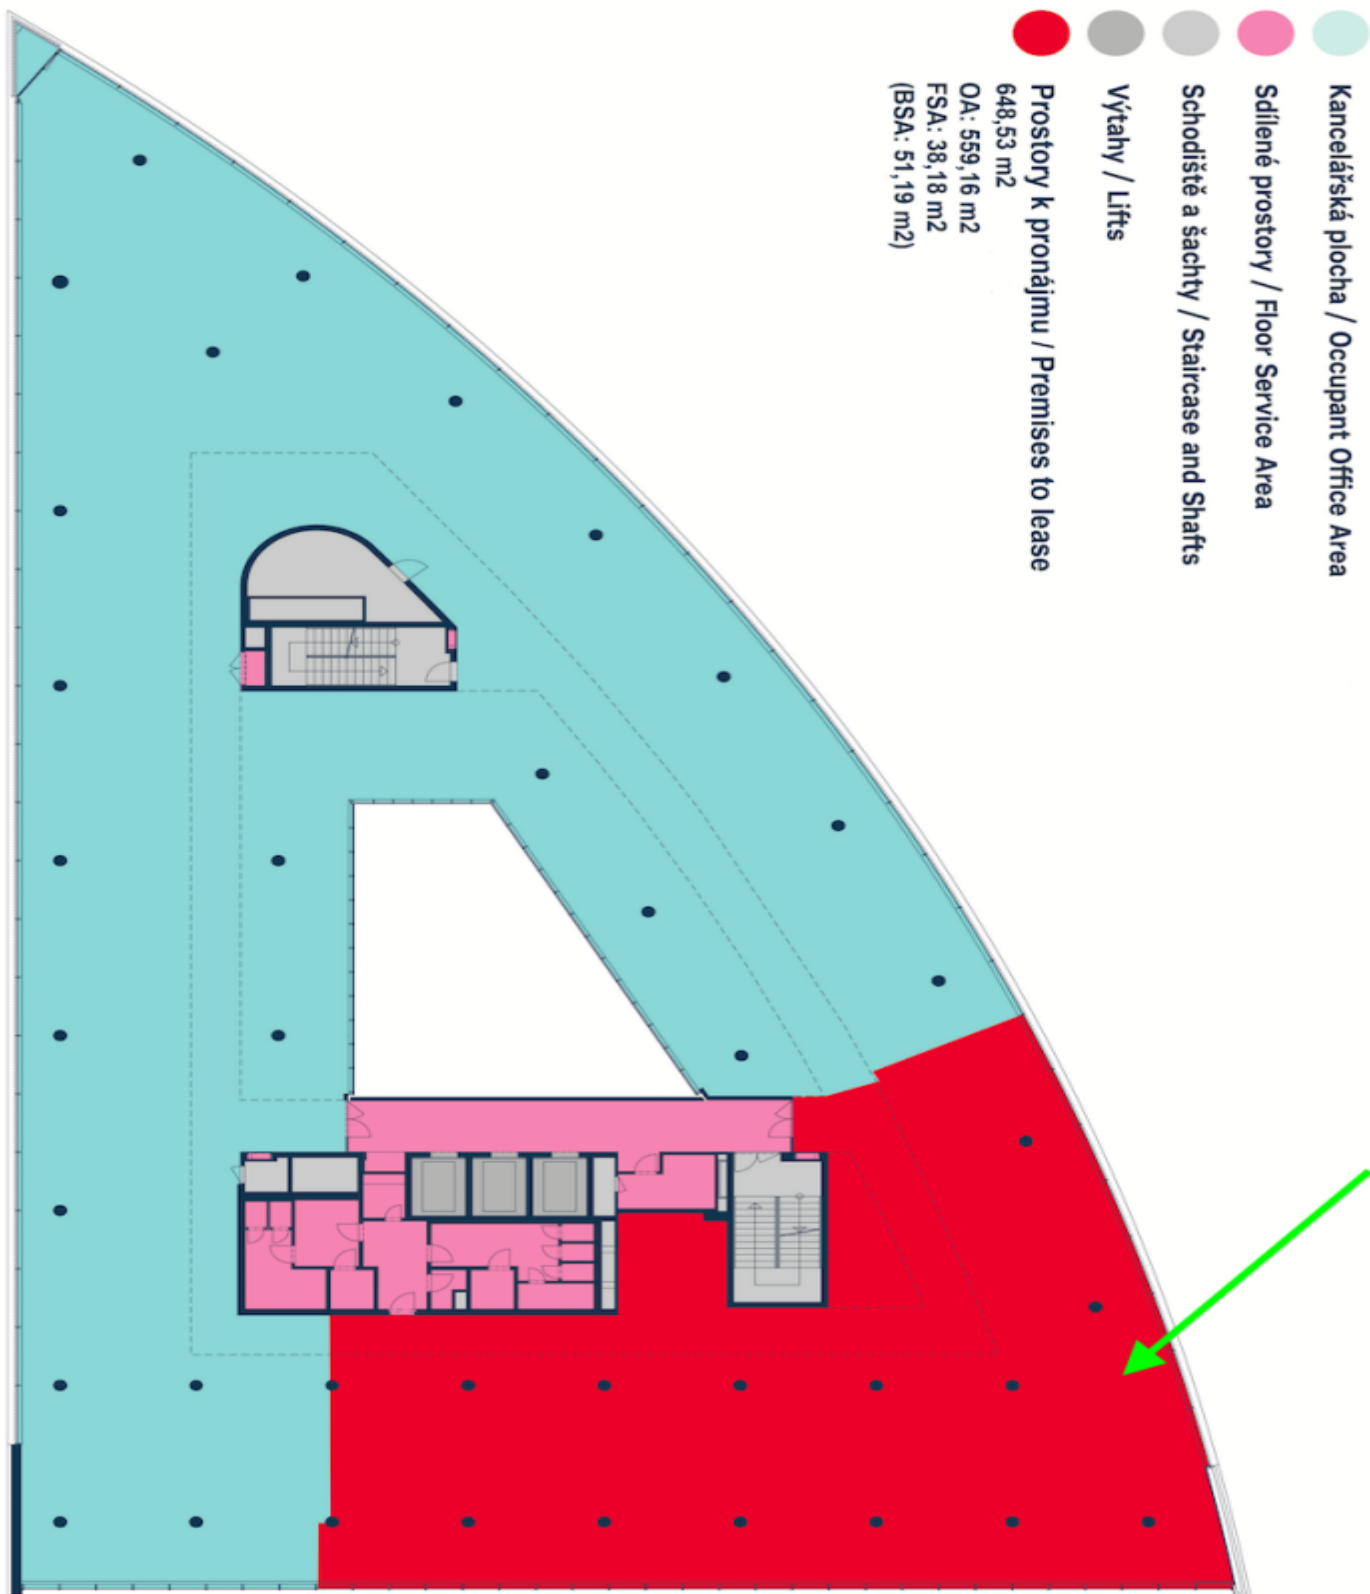 Kancelářská plocha / Occupant Office Area
Sdílené prostory / Floor Service Area
Schodiště a šachty / Staircase and Shafts
Výtahy / Lifts
Prostory k pronájmu / Premises to lease
648,53 m2
OA: 559,16 m2
FSA: 38,18 m2
(BSA: 51,19 m2)